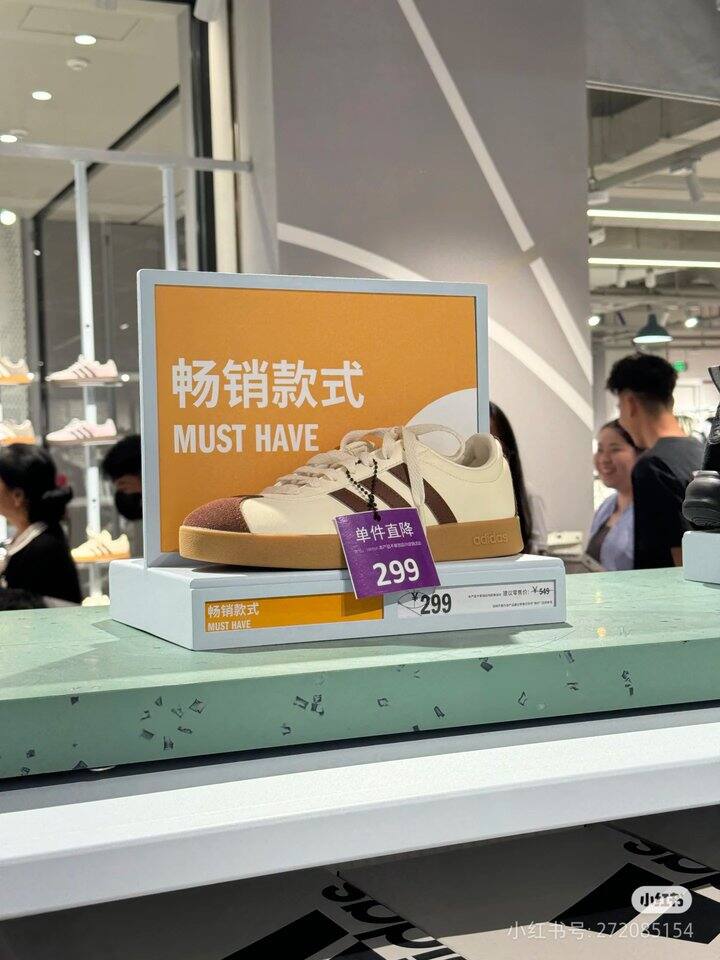 畅销款式
MUST HAVE
adidas
单件直降
299
畅销款式
MUST HAVE
¥299
建议零售价: ¥549
小红书
小红书号: 272085154